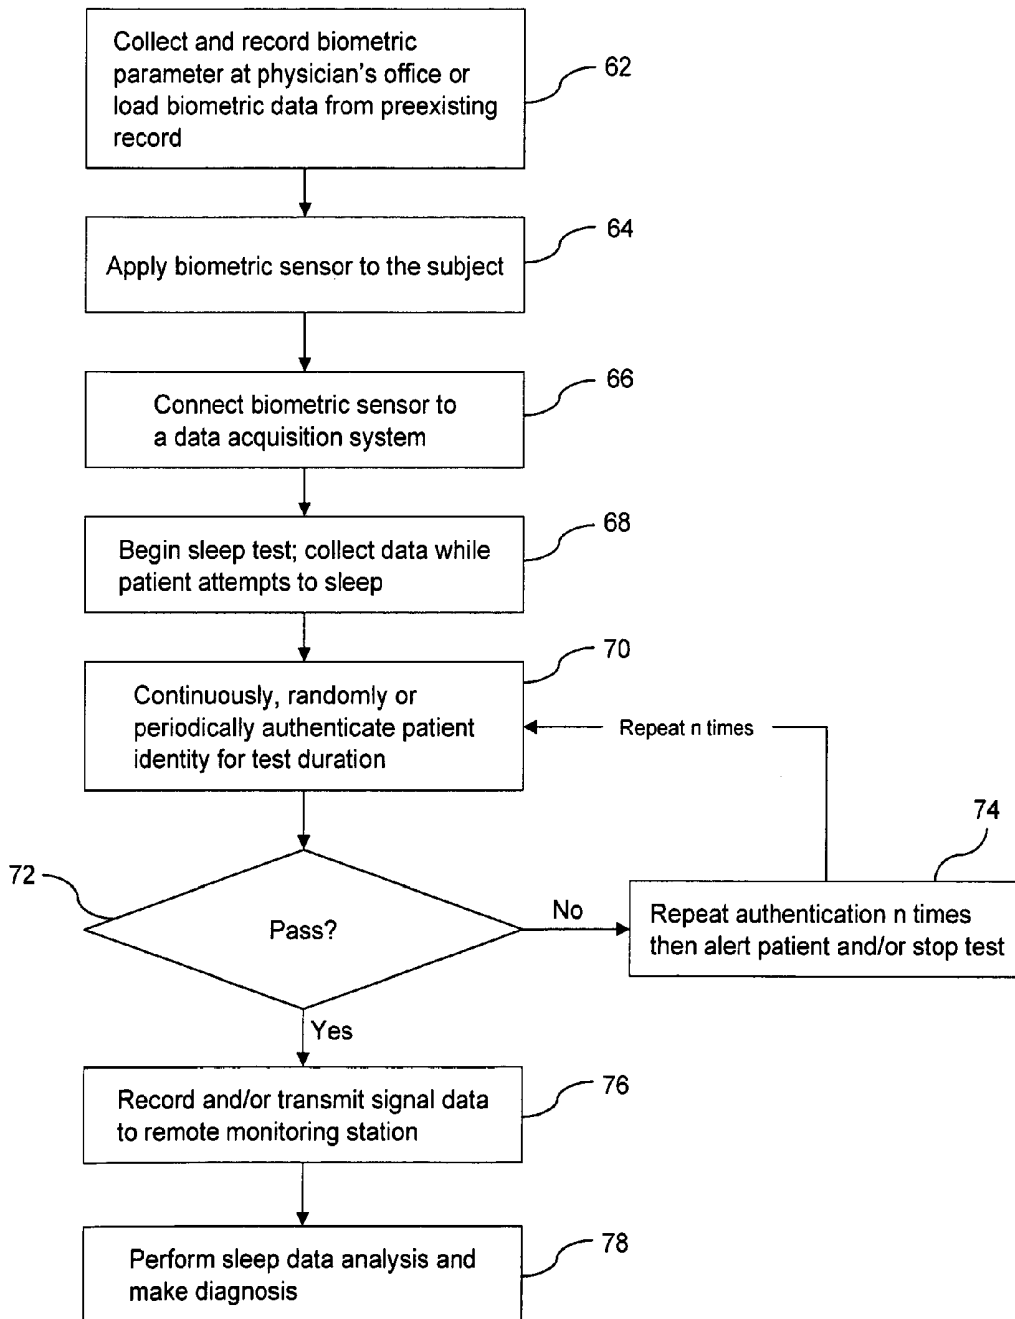 Collect and record biometric
parameter at physician's office or
load biometric data from preexisting
record
62
Apply biometric sensor to the subject
64
Connect biometric sensor to
a data acquisition system
66
Begin sleep test; collect data while
patient attempts to sleep
68
Continuously, randomly or
periodically authenticate patient
identity for test duration
70
Repeat n times
72
Pass?
No
74
Repeat authentication n times
then alert patient and/or stop test
Yes
Record and/or transmit signal data
to remote monitoring station
76
Perform sleep data analysis and
make diagnosis
78